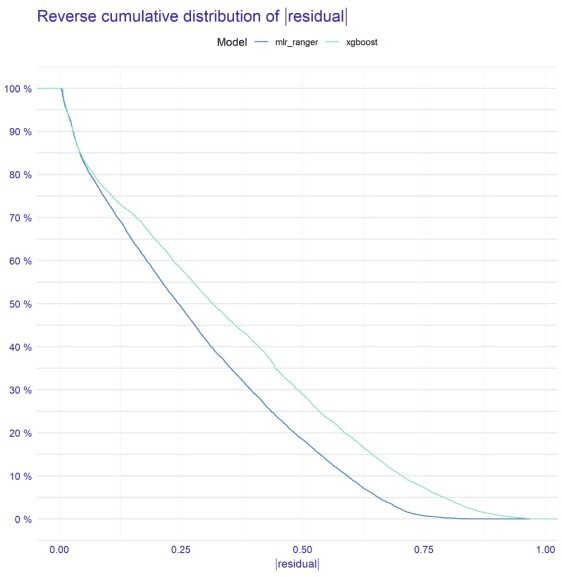 Reverse cumulative distribution of |residual|
Model mlr_ranger xgboost
100 %
90 %
80 %
70 %
60 %
50 %
40 %
30 %
20 %
10 %
0 %
0.00 0.25 0.50 0.75 1.00
|residual|